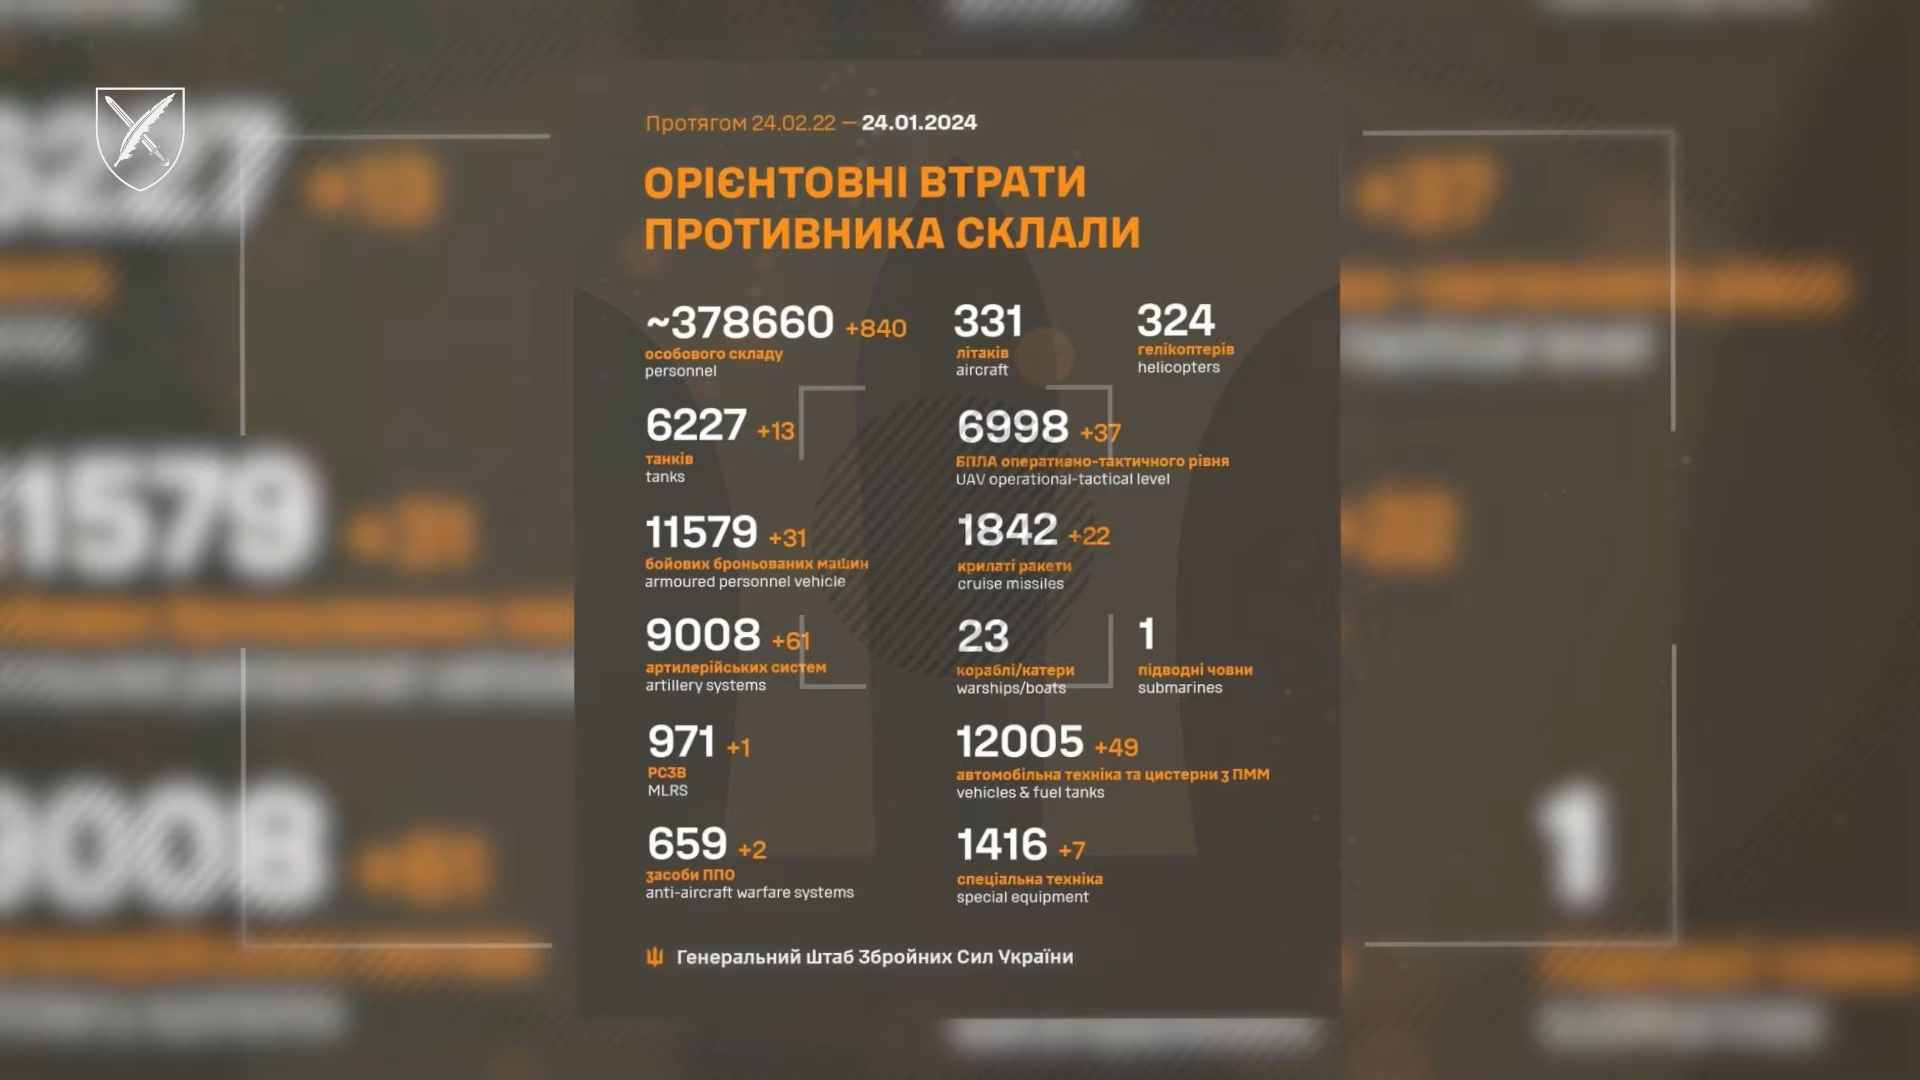 Протягом 24.02.22 — 24.01.2024
ОРІЄНТОВНІ ВТРАТИ
ПРОТИВНИКА СКЛАЛИ
~378660 +840
особового складу
personnel
331
літаків
aircraft
324
гелікоптерів
helicopters
6227 +13
танків
tanks
6998 +37
БПЛА оперативно-тактичного рівня
UAV operational-tactical level
11579 +31
бойових броньованих машин
armoured personnel vehicle
1842 +22
крилаті ракети
cruise missiles
9008 +61
артилерійських систем
artillery systems
23
кораблі/катери
warships/boats
1
підводні човни
submarines
971 +1
РСЗВ
MLRS
12005 +49
автомобільна техніка та цистерни з ПММ
vehicles & fuel tanks
659 +2
засоби ППО
anti-aircraft warfare systems
1416 +7
спеціальна техніка
special equipment
Генеральний Штаб Збройних Сил України